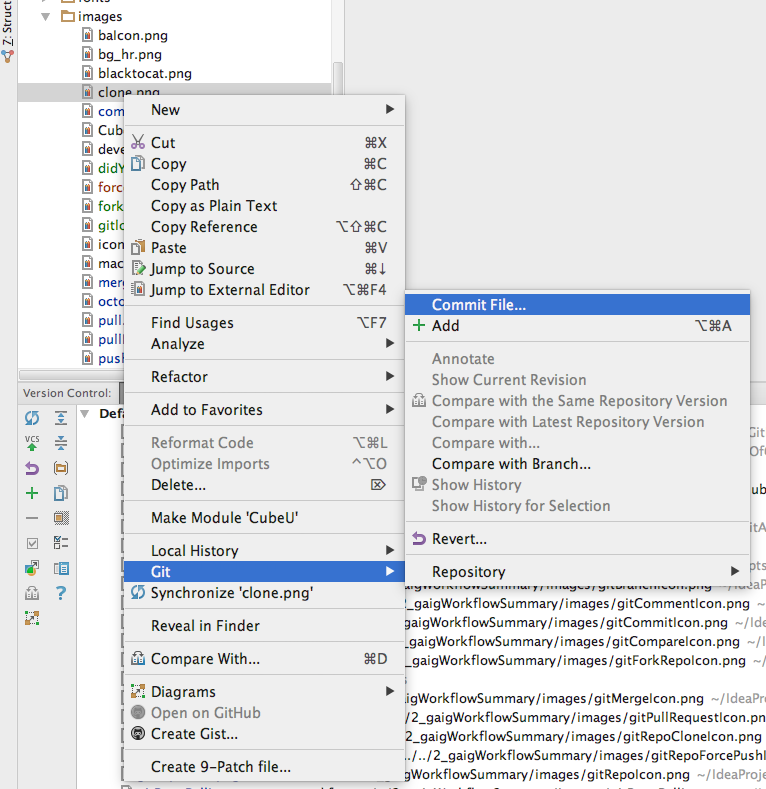 Z: Struct
fonts
images
balcon.png
bg_hr.png
blacktocat.png
clone.png
com
Cub
deve
didY
force
fork
gitlo
icon
mac
mer
octo
pull.
pull
push
New
Cut ⌘X
Copy ⌘C
Copy Path ⇧⌘C
Copy as Plain Text
Copy Reference ⌥⇧⌘C
Paste ⌘V
Jump to Source ⌘↓
Jump to External Editor ⌥⌘F4
Find Usages ⌥F7
Analyze
Refactor
Add to Favorites
Reformat Code ⌥⌘L
Optimize Imports ^⌥O
Delete... ⌦
Make Module 'CubeU'
Local History
Git
Synchronize 'clone.png'
Reveal in Finder
Compare With... ⌘D
Diagrams
Open on GitHub
Create Gist...
Create 9-Patch file...
Commit File...
Add ⌥⌘A
Annotate
Show Current Revision
Compare with the Same Repository Version
Compare with Latest Repository Version
Compare with...
Compare with Branch...
Show History
Show History for Selection
Revert...
Repository
Version Control:
VCS
Defa
Git
Of
ub
itA
pts
aigWorkflowSummary/images/gitBranchIcon.png ~/Id
2_gaigWorkflowSummary/images/gitCommentIcon.png ~/
_gaigWorkflowSummary/images/gitCommitIcon.png ~/Ide
_gaigWorkflowSummary/images/gitCompareIcon.png ~/I
_gaigWorkflowSummary/images/gitForkRepoIcon.png ~/
s
aigWorkflowSummary/images/gitMergeIcon.png ~/IdeaPro
/2_gaigWorkflowSummary/images/gitPullRequestIcon.pn
_gaigWorkflowSummary/images/gitRepoCloneIcon.png
../../2_gaigWorkflowSummary/images/gitRepoForcePushI
aigWorkflowSummary/images/gitRepoIcon.png ~/IdeaProje